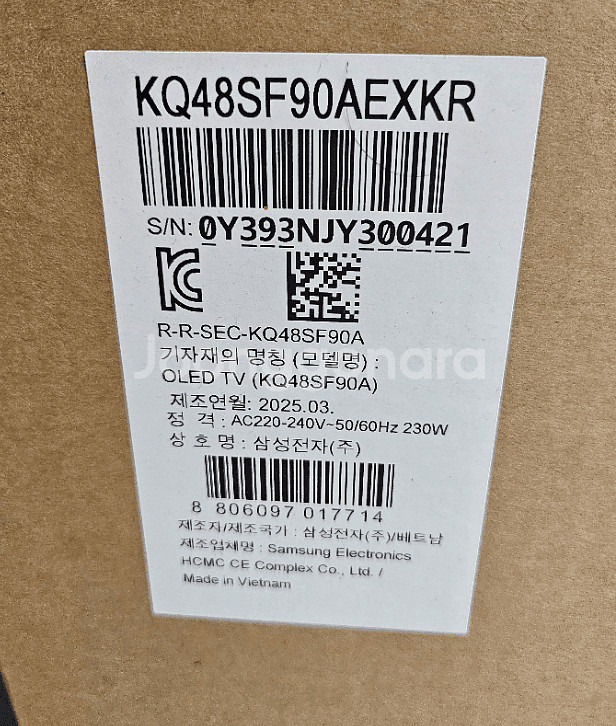 KQ48SF90AEXKR
S/N: 0Y393NJY300421
R-R-SEC-KQ48SF90A
기자재의 명칭 (모델명) :
OLED TV (KQ48SF90A)
제조연월: 2025.03.
정 격 : AC220-240V~50/60Hz 230W
상 호 명 : 삼성전자(주)
8 806097 017714
제조자/제조국가 : 삼성전자(주)/베트남
제조업체명 : Samsung Electronics
HCMC CE Complex Co., Ltd. /
Made in Vietnam